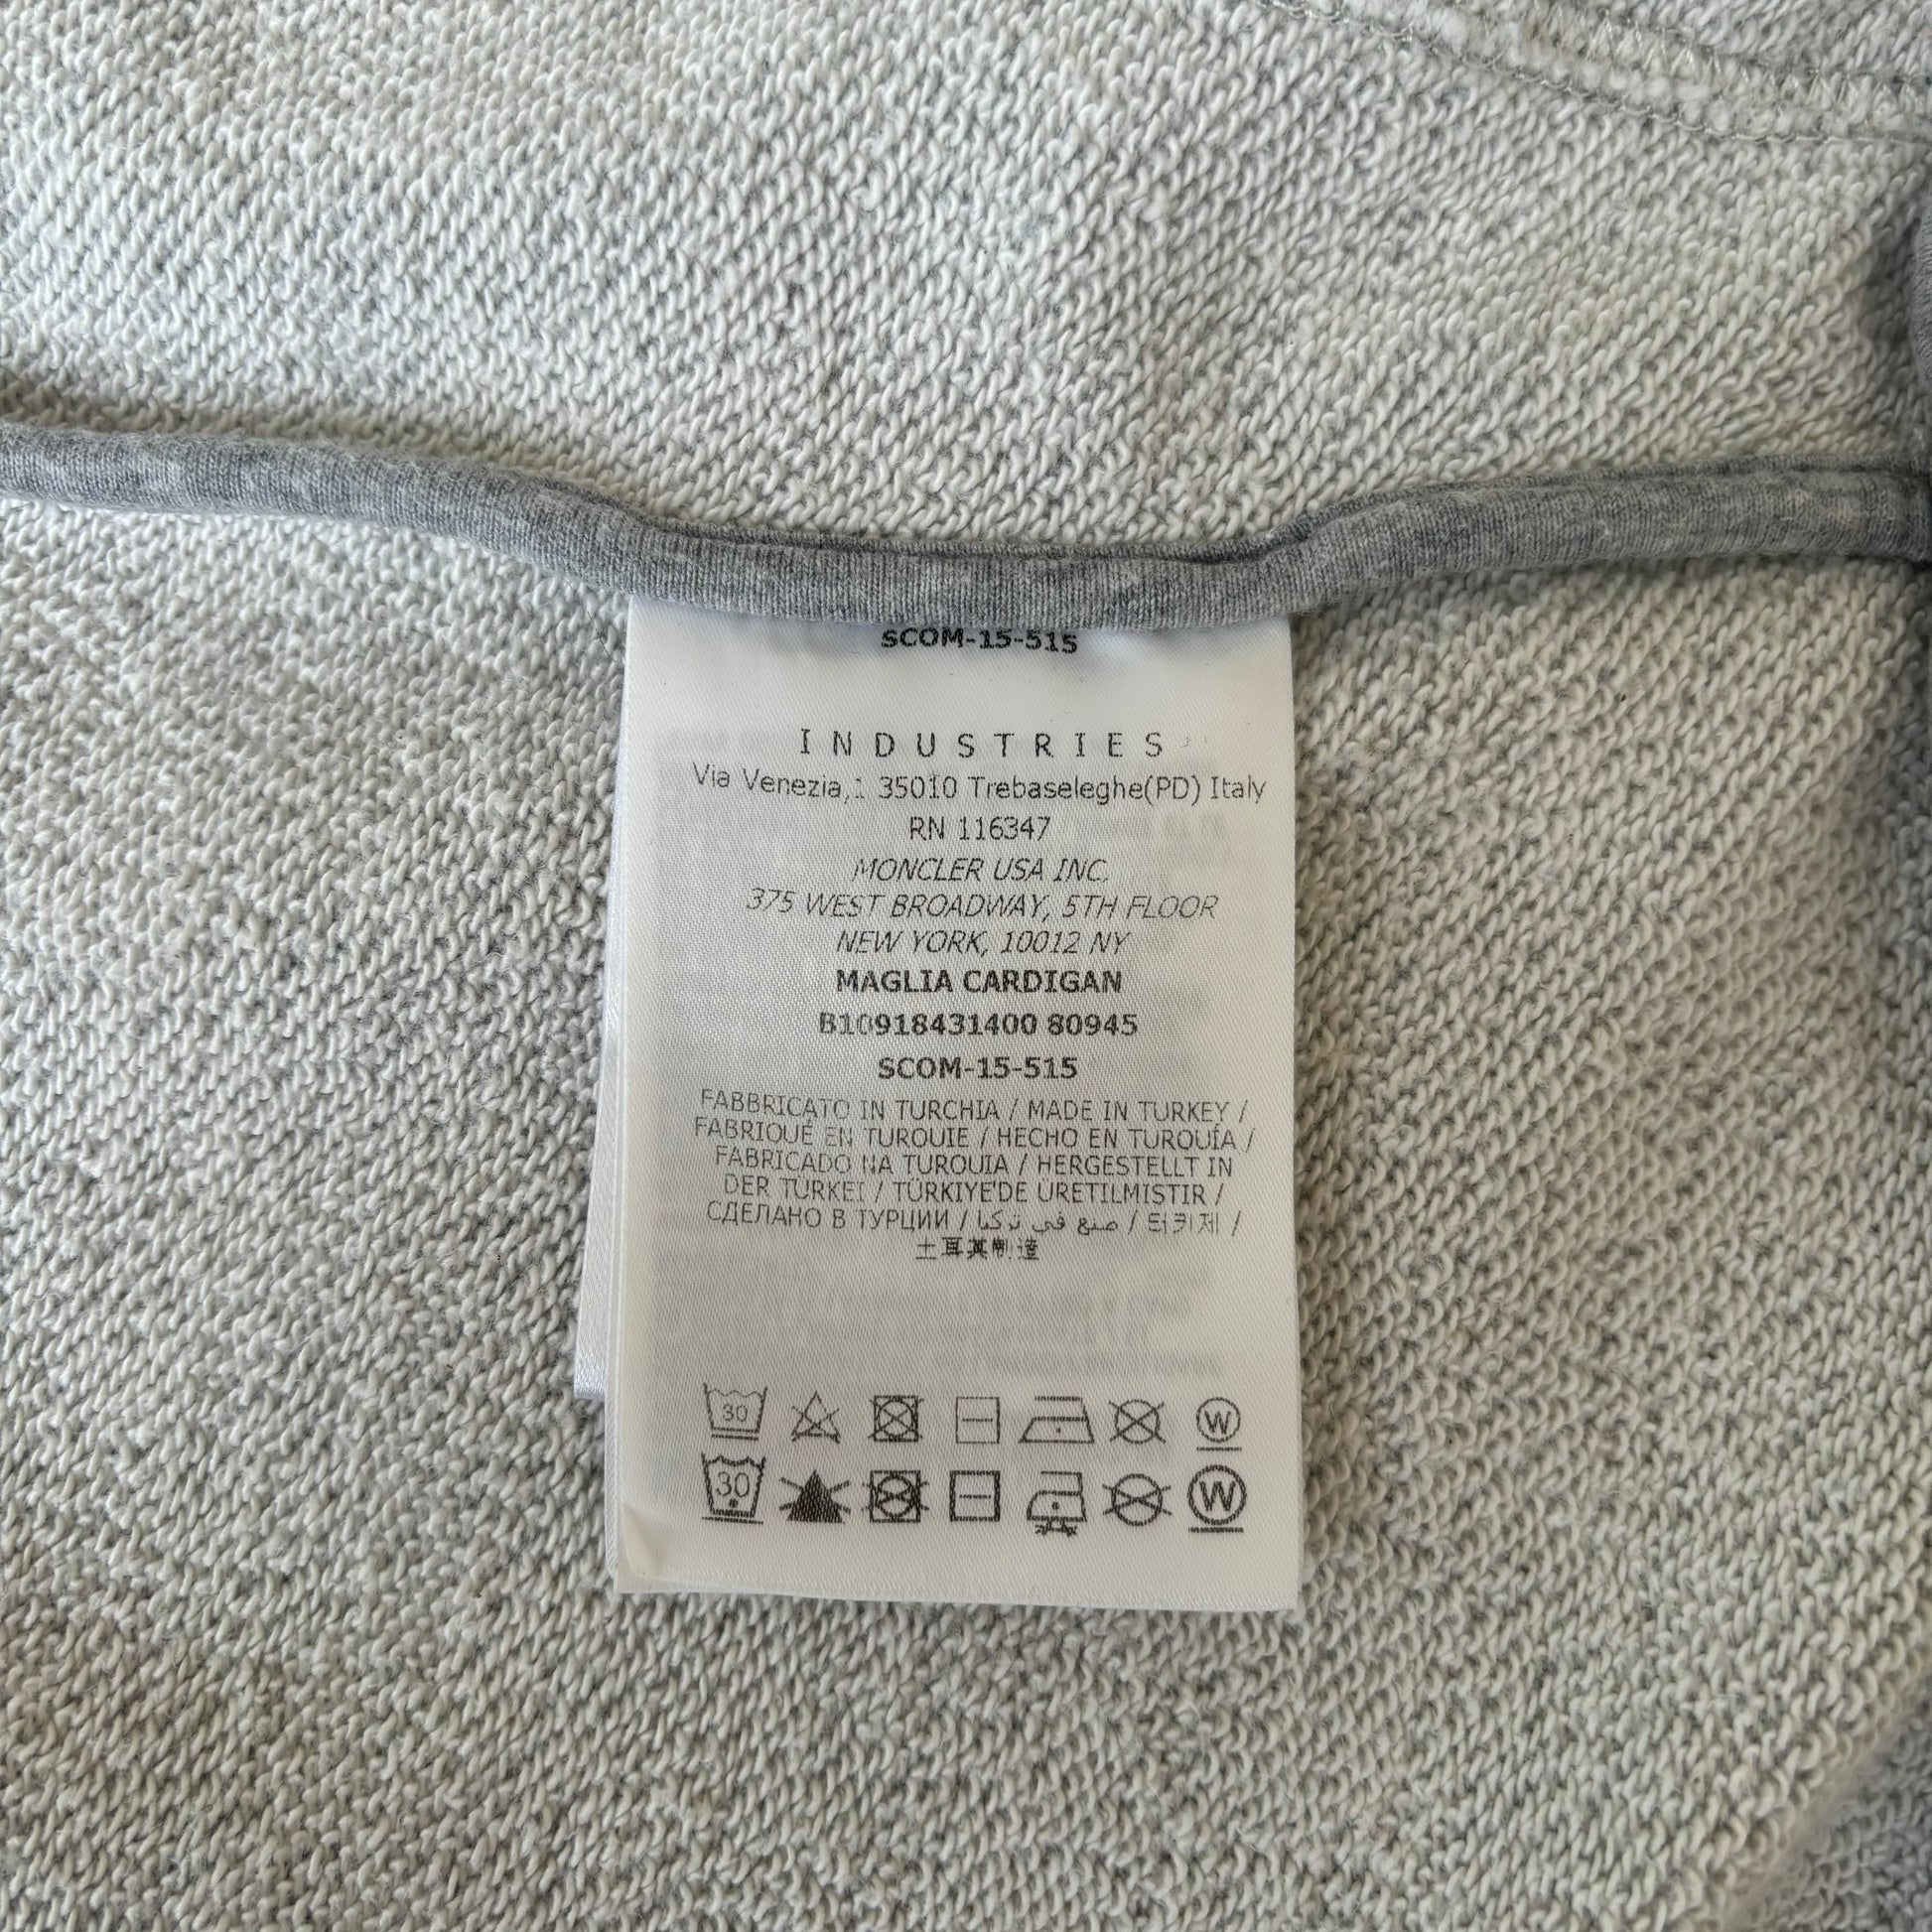 SCOM-15-515
INDUSTRIES
Via Venezia,1 35010 Trebaseleghe(PD) Italy
RN 116347
MONCLER USA INC.
375 WEST BROADWAY, 5TH FLOOR
NEW YORK, 10012 NY
MAGLIA CARDIGAN
B10918431400 80945
SCOM-15-515
FABBRICATO IN TURCHIA / MADE IN TURKEY /
FABRIQUÉ EN TURQUIE / HECHO EN TURQUÍA /
FABRICADO NA TURQUIA / HERGESTELLT IN
DER TÜRKEI / TÜRKIYE'DE ÜRETILMISTIR /
СДЕЛАНО В ТУРЦИИ / صنع في تركيا / 터키제 /
土耳其制造
30 W
30 W